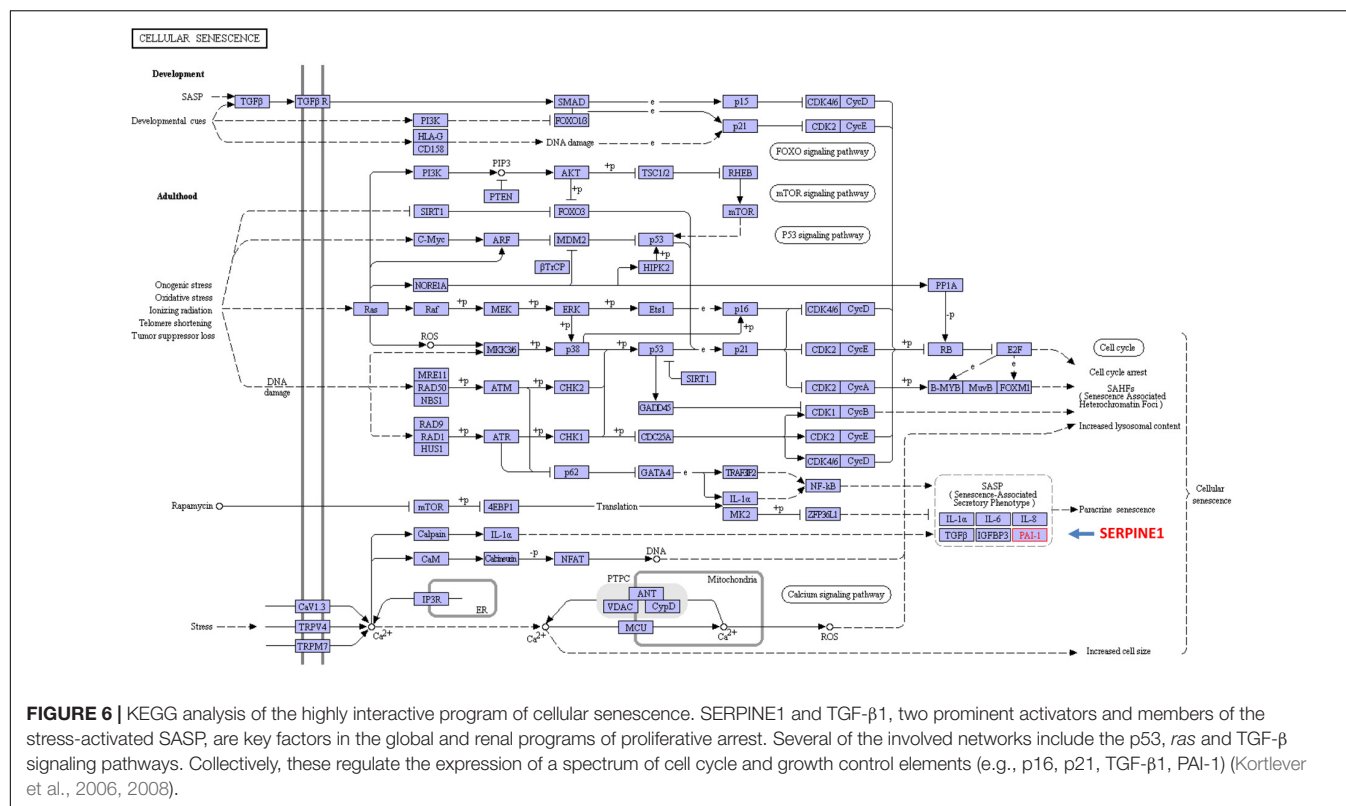 CELLULAR SENESCENCE
Development
SASP
TGFβ
TGFβ R
SMAD
e
p15
CDK4/6 CycD
Developmental cues
PI3K
FOXO1/3
e
p21
CDK2 CycE
HLA-G
CD158
DNA damage
e
FOXO signaling pathway
PIP3
PI3K
AKT
+p
TSC1/2
+p
RHEB
PTEN
+p
mTOR signaling pathway
Adulthood
SIRT1
FOXO3
mTOR
C-Myc
ARF
MDM2
p53
P53 signaling pathway
βTrCP
+p
HIPK2
Onogenic stress
Oxidative stress
Ionizing radiation
Telomere shortening
Tumor suppressor loss
NORE1A
PP1A
Ras
Raf
+p
MEK
+p
ERK
+p
Ets1
e
p16
CDK4/6 CycD
-p
+p
+p
ROS
MKK3/6
+p
p38
p53
e
p21
CDK2 CycE
+p
RB
E2F
Cell cycle
Cell cycle arrest
SIRT1
e
e
DNA
damage
MRE11
RAD50
NBS1
+p
ATM
+p
CHK2
CDK2 CycA
+p
B-MYB MuvB FOXM1
SAHFs
( Senescence Associated
Heterochromatin Foci )
GADD45
CDK1 CycB
Increased lysosomal content
RAD9
RAD1
HUS1
+p
ATR
+p
CHK1
+p
CDC25A
CDK2 CycE
CDK4/6 CycD
p62
GATA4
e
TRAF3IP2
NF-kB
IL-1α
SASP
( Senescence-Associated
Secretory Phenotype )
Cellular
senescence
Rapamycin
mTOR
+p
4EBP1
Translation
MK2
+p
ZFP36L1
Paracrine senescence
IL-1α IL-6 IL-8
TGFβ IGFBP3 PAI-1
SERPINE1
Calpain
IL-1α
CaM
Calcineurin
-p
NFAT
DNA
PTPC
Mitochondria
Calcium signaling pathway
ANT
VDAC CypD
IP3R
ER
CaV1.3
Stress
TRPV4
Ca2+
Ca2+
MCU
Ca2+
ROS
TRPM7
Increased cell size
FIGURE 6 | KEGG analysis of the highly interactive program of cellular senescence. SERPINE1 and TGF-β1, two prominent activators and members of the
stress-activated SASP, are key factors in the global and renal programs of proliferative arrest. Several of the involved networks include the p53, ras and TGF-β
signaling pathways. Collectively, these regulate the expression of a spectrum of cell cycle and growth control elements (e.g., p16, p21, TGF-β1, PAI-1) (Kortlever
et al., 2006, 2008).